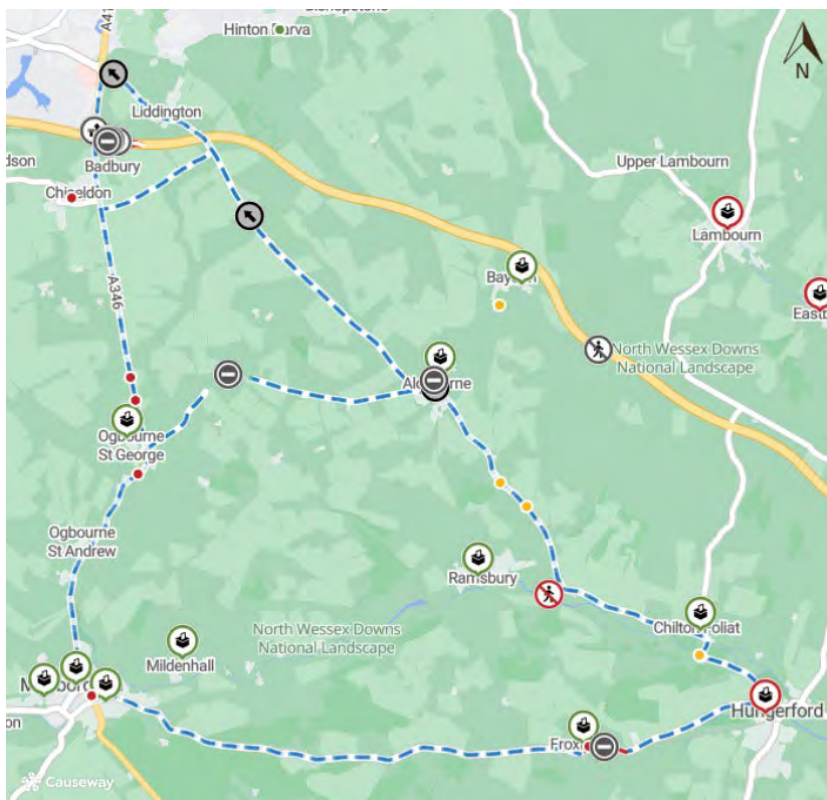 Hinton Parva
N
Liddington
Badbury
Upper Lambourn
Chiseldon
Lambourn
A346
North Wessex Downs
National Landscape
Ogbourne
St George
Ogbourne
St Andrew
Ramsbury
North Wessex Downs
National Landscape
Chilton Foliat
Mildenhall
Hungerford
Causeway